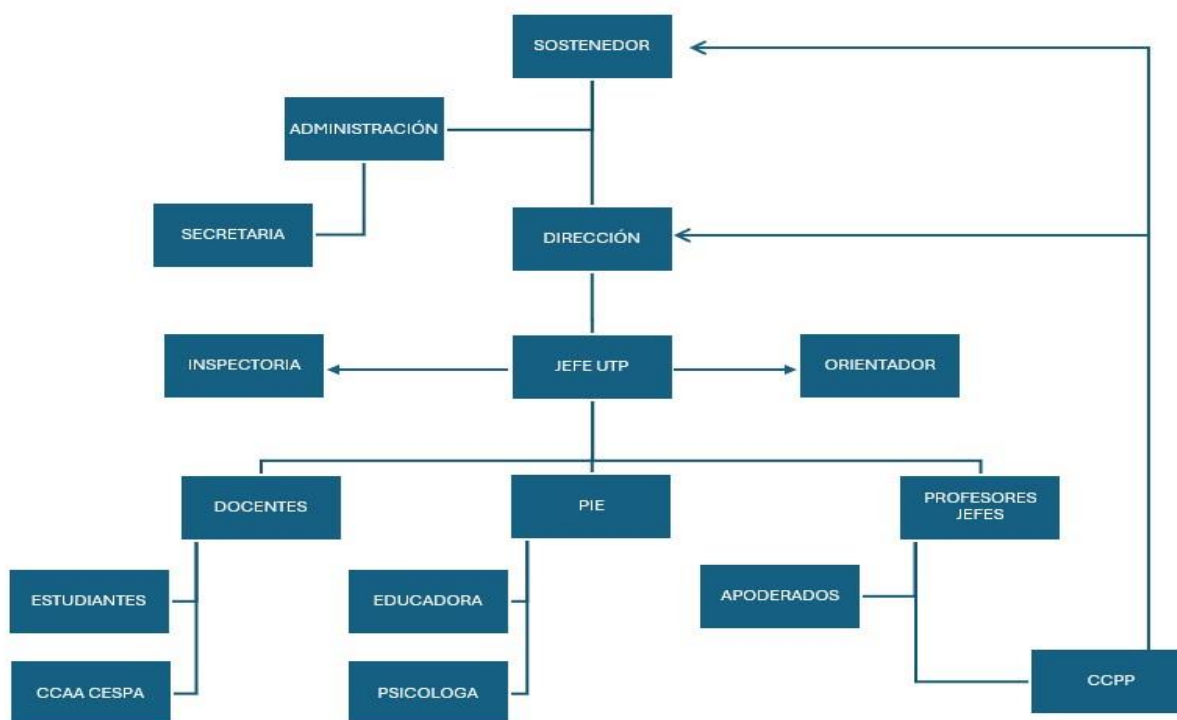 SOSTENEDOR
ADMINISTRACIÓN
SECRETARIA
DIRECCIÓN
INSPECTORIA
JEFE UTP
ORIENTADOR
DOCENTES
PIE
PROFESORES
JEFES
ESTUDIANTES
EDUCADORA
APODERADOS
CCAA CESPA
PSICOLOGA
CCPP